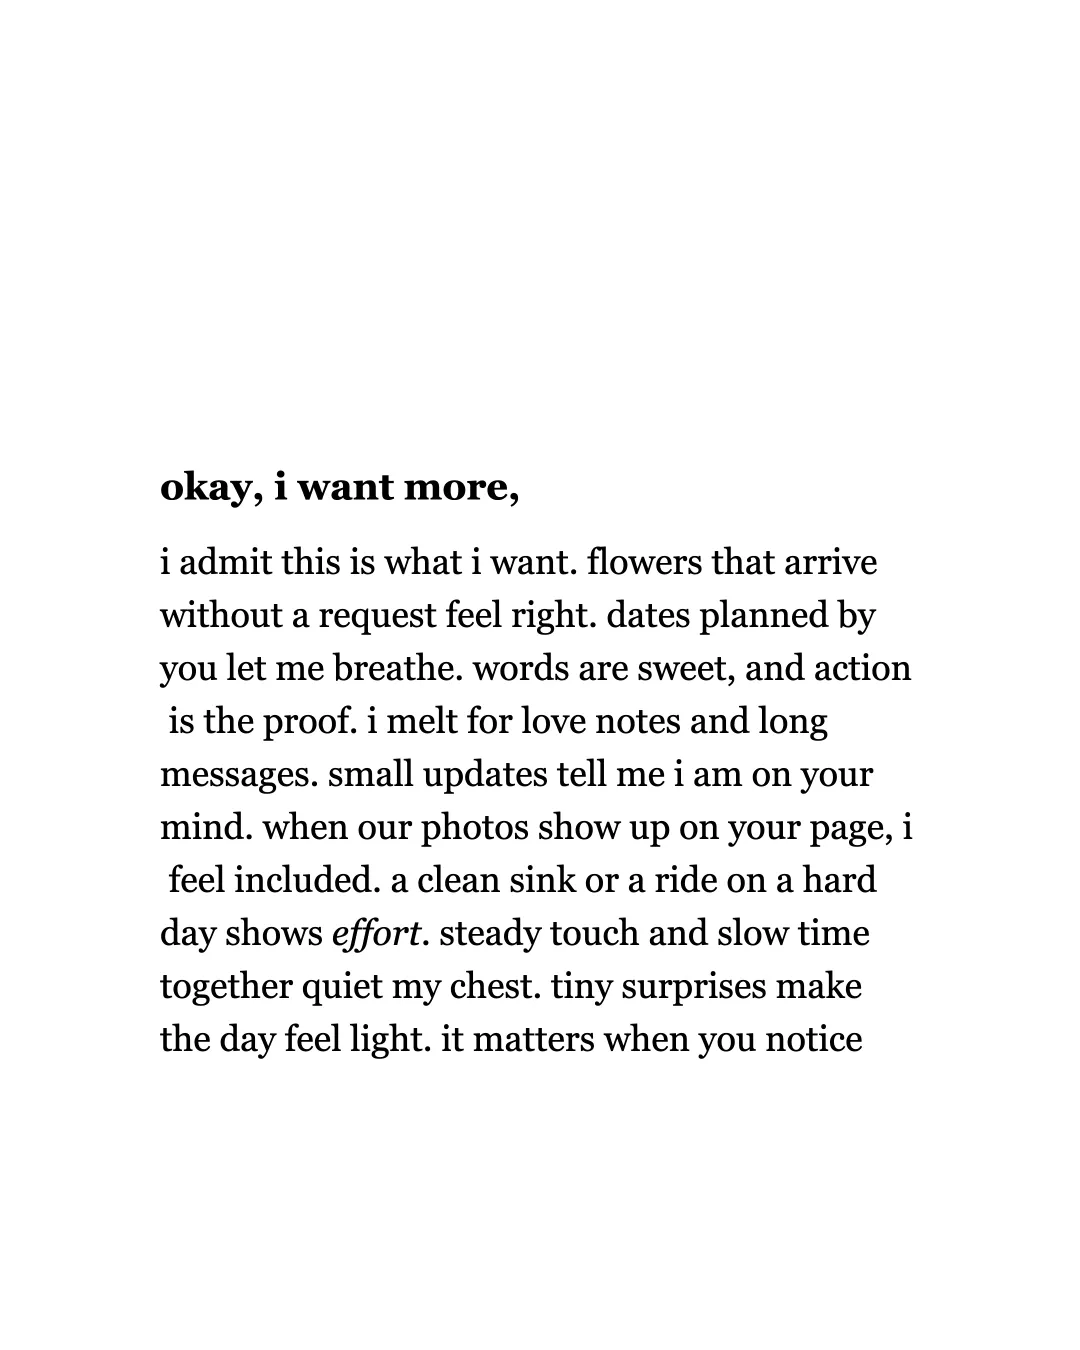 okay, i want more,
i admit this is what i want. flowers that arrive
without a request feel right. dates planned by
you let me breathe. words are sweet, and action
is the proof. i melt for love notes and long
messages. small updates tell me i am on your
mind. when our photos show up on your page, i
feel included. a clean sink or a ride on a hard
day shows effort. steady touch and slow time
together quiet my chest. tiny surprises make
the day feel light. it matters when you notice